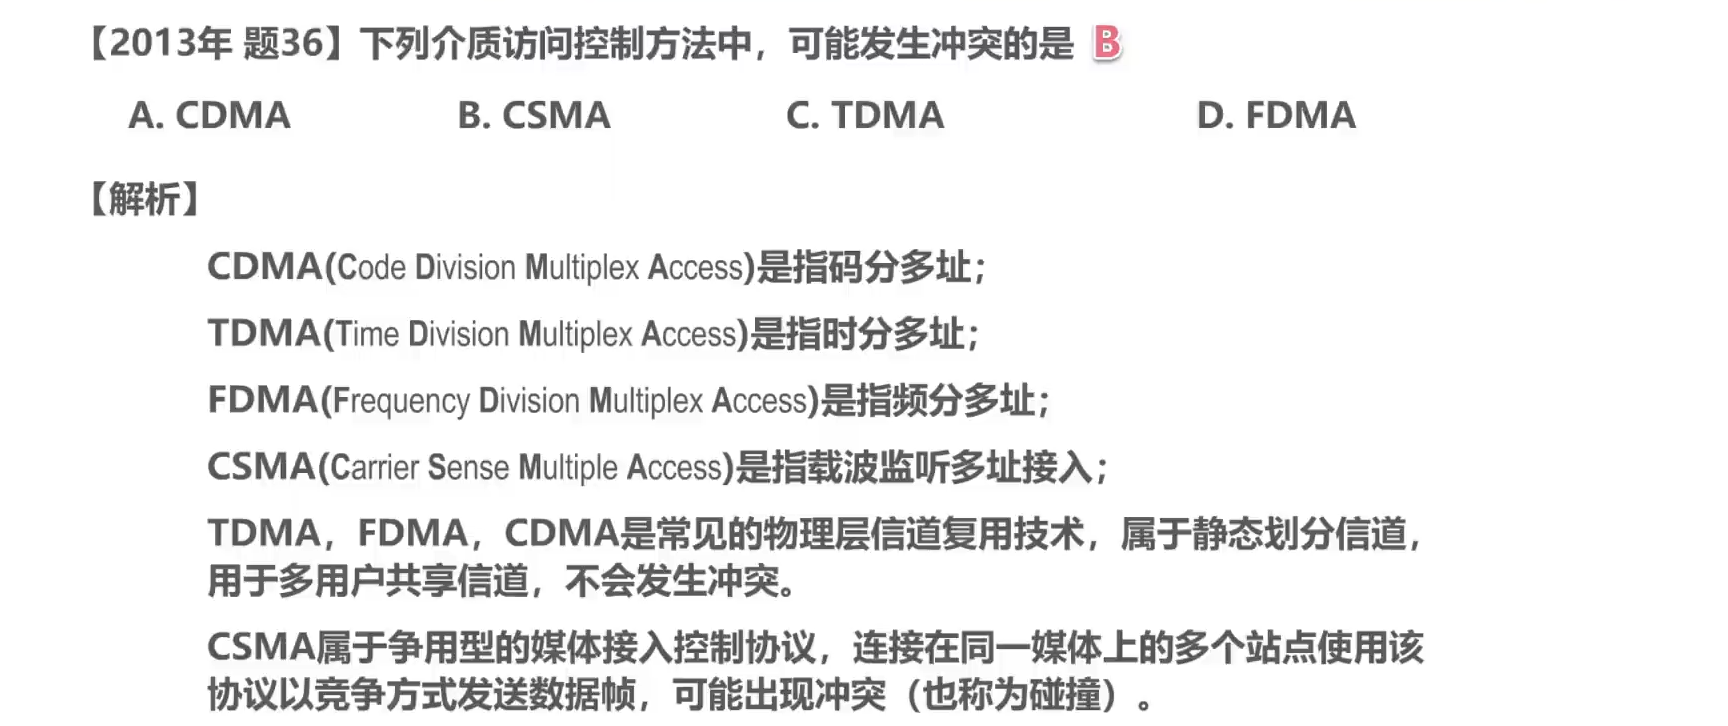 【2013年 题36】下列介质访问控制方法中，可能发生冲突的是 B
A. CDMA B. CSMA C. TDMA D. FDMA
【解析】
CDMA(Code Division Multiplex Access)是指码分多址；
TDMA(Time Division Multiplex Access)是指时分多址；
FDMA(Frequency Division Multiplex Access)是指频分多址；
CSMA(Carrier Sense Multiple Access)是指载波监听多址接入；
TDMA，FDMA，CDMA是常见的物理层信道复用技术，属于静态划分信道，
用于多用户共享信道，不会发生冲突。
CSMA属于争用型的媒体接入控制协议，连接在同一媒体上的多个站点使用该
协议以竞争方式发送数据帧，可能出现冲突（也称为碰撞）。